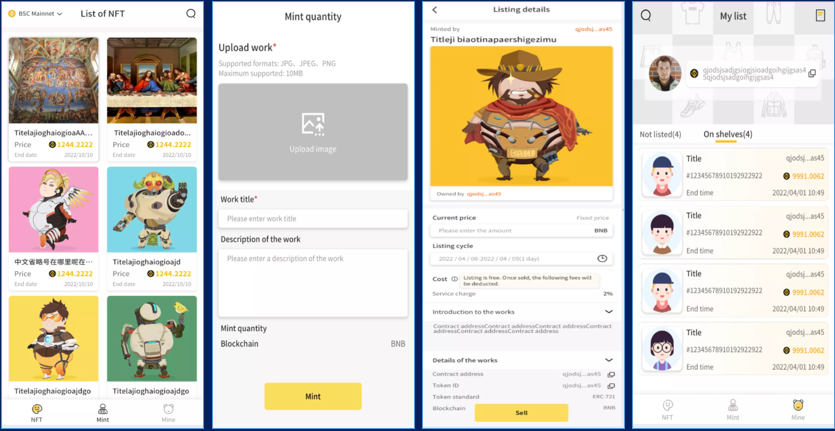 BSC Mainnet
List of NFT
TitelajioghaiogioaAA...
Price 1244.2222
End date 2022/10/10
Titelajioghaiogioado...
Price 1244.2222
End date 2022/10/10
中文省略号在哪里呢在...
Price 1244.2222
End date 2022/10/10
Titelajioghaiogioajd
Price 1244.2222
End date 2022/10/10
Titelajioghaiogioajdgo
Titelajioghaiogioajdgo
NFT
Mint
Mine
Mint quantity
Upload work*
Supported formats: JPG、JPEG、PNG
Maximum supported: 10MB
Upload image
Work title*
Please enter work title
Description of the work
Please enter a description of the work
Mint quantity
Blockchain BNB
Mint
Listing details
Minted by qjodsj...as45
Titleji biaotinapaershigezimu
Owned by qjodsj...as45
Current price Fixed price
Please enter the amount BNB
Listing cycle
2022 / 04 / 08-2022 / 04 / 09(1 day)
Cost Listing is free. Once sold, the following fees will
be deducted.
Service charge 2%
Introduction to the works
Contract addressContract addressContract address
addressContract addressContract address
Details of the works
Contract address qjodsj...as45
Token ID qjodsj...as45
Token standard ERC-721
Blockchain BNB
Sell
My list
Not listed(4)
On shelves(4)
Title qjodsj...as45
#12345678910192922922 9991.0062
End time 2022/04/01 10:49
Title qjodsj...as45
#12345678910192922922 9991.0062
End time 2022/04/01 10:49
Title qjodsj...as45
#12345678910192922922 9991.0062
End time 2022/04/01 10:49
Title qjodsj...as45
#12345678910192922922 9991.0062
End time 2022/04/01 10:49
NFT
Mint
Mine